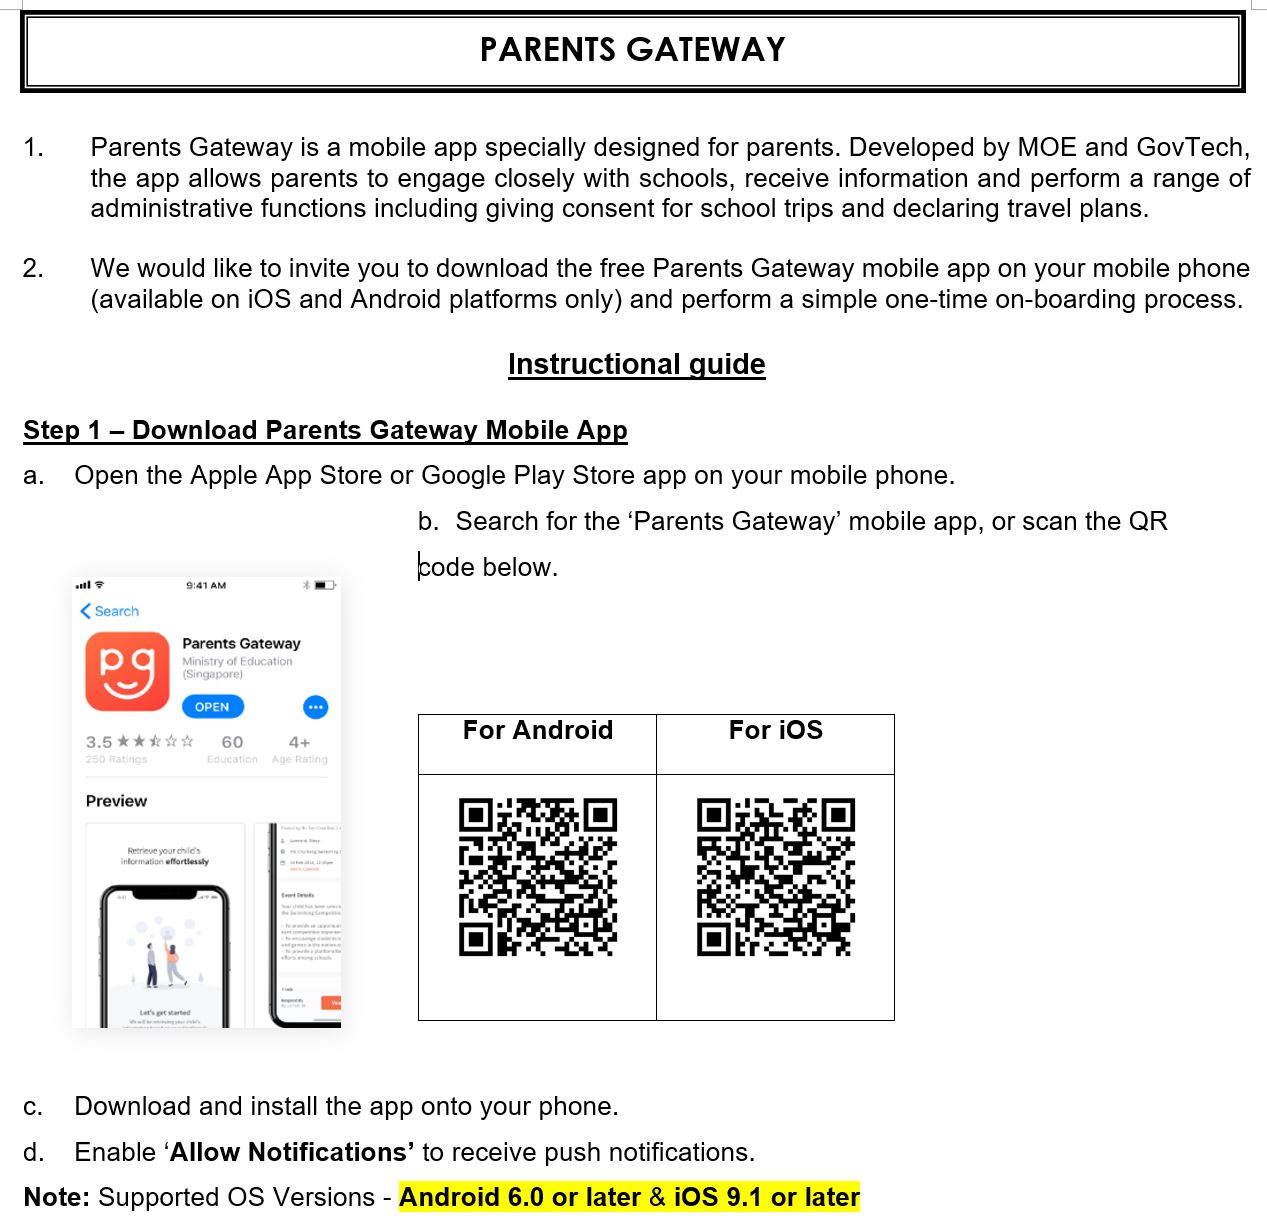 PARENTS GATEWAY
1. Parents Gateway is a mobile app specially designed for parents. Developed by MOE and GovTech,
the app allows parents to engage closely with schools, receive information and perform a range of
administrative functions including giving consent for school trips and declaring travel plans.
2. We would like to invite you to download the free Parents Gateway mobile app on your mobile phone
(available on iOS and Android platforms only) and perform a simple one-time on-boarding process.
Instructional guide
Step 1 – Download Parents Gateway Mobile App
a. Open the Apple App Store or Google Play Store app on your mobile phone.
b. Search for the ‘Parents Gateway’ mobile app, or scan the QR
code below.
9:41 AM
Search
pg
Parents Gateway
Ministry of Education
(Singapore)
OPEN
3.5 ★★ 60 4+
250 Ratings Education Age Rating
Preview
Retrieve your child's
information effortlessly
Let's get started
Event Details
For Android For iOS
c. Download and install the app onto your phone.
d. Enable ‘Allow Notifications’ to receive push notifications.
Note: Supported OS Versions - Android 6.0 or later & iOS 9.1 or later